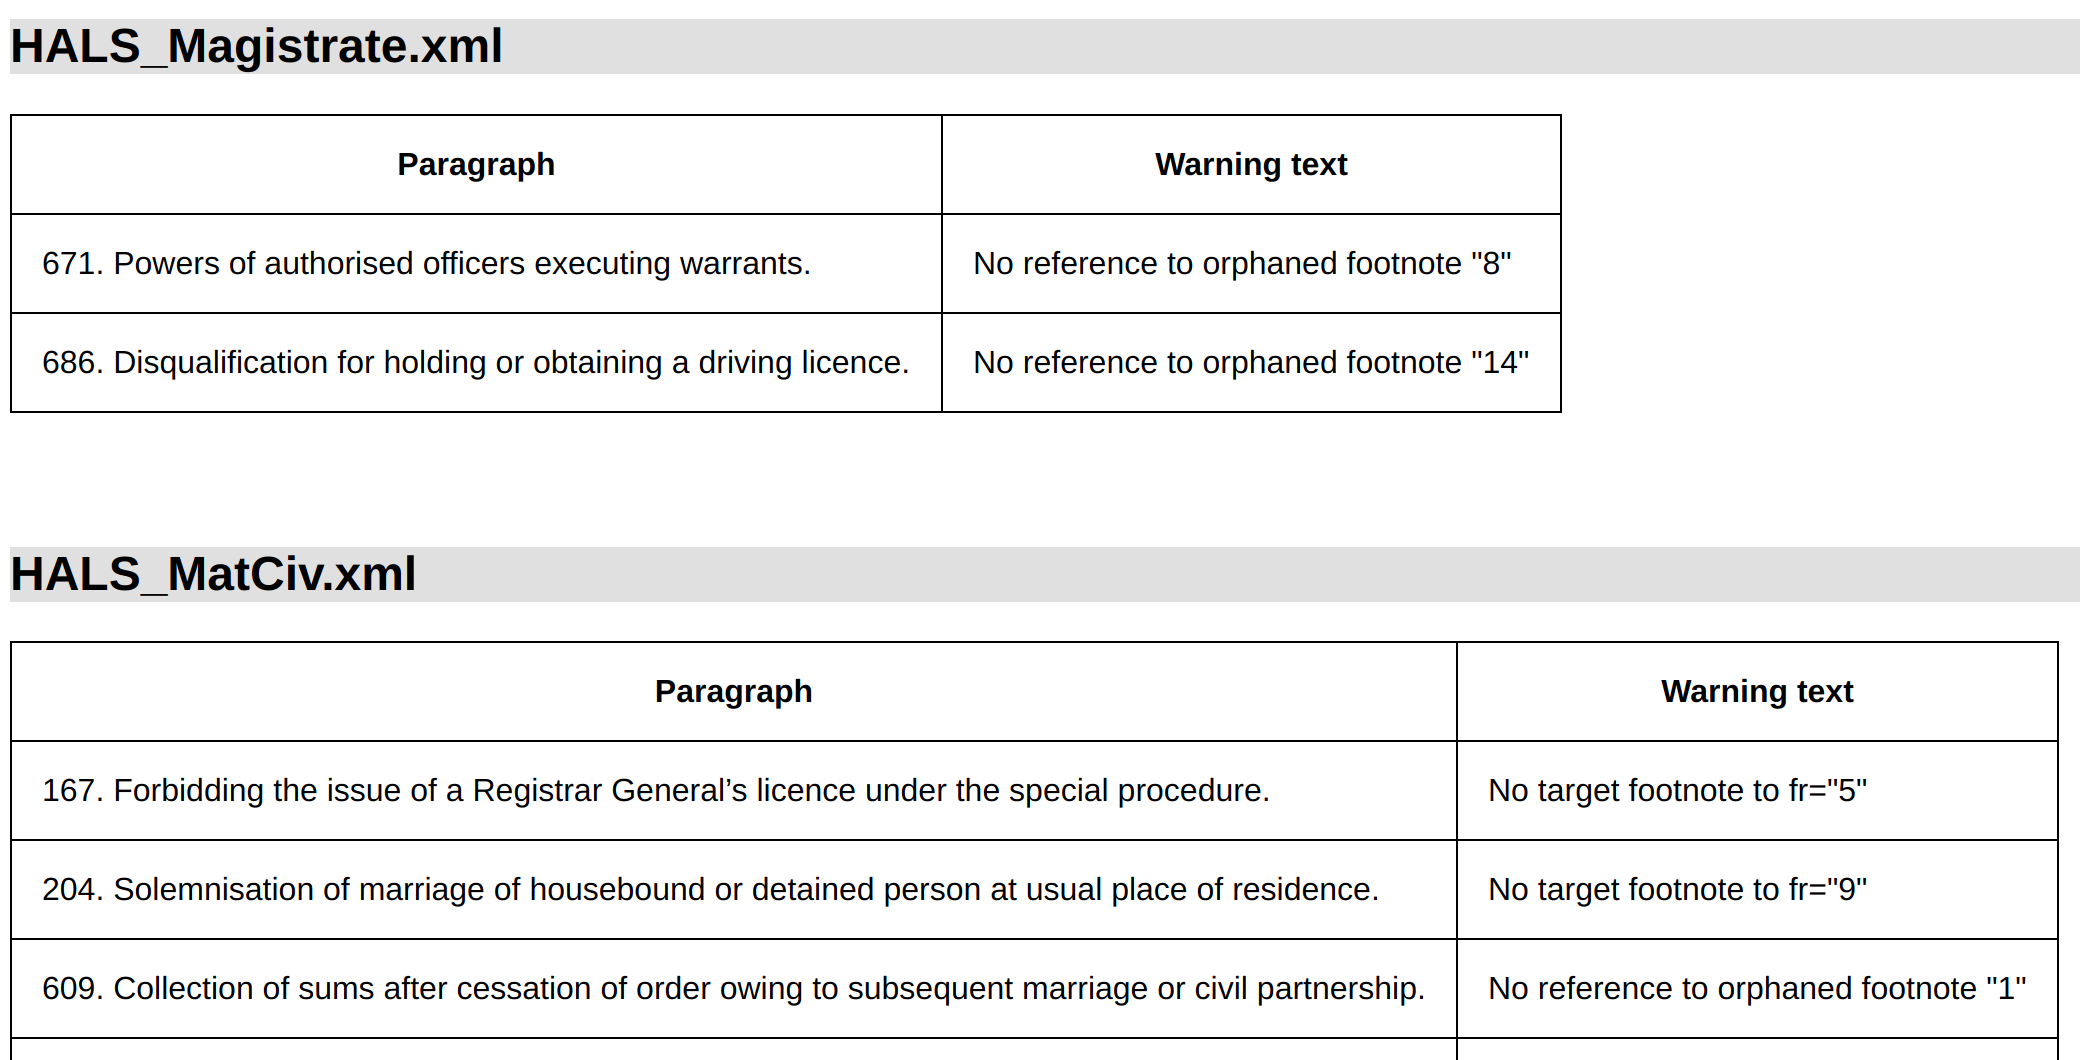 HALS_Magistrate.xml
Paragraph Warning text
671. Powers of authorised officers executing warrants. No reference to orphaned footnote "8"
686. Disqualification for holding or obtaining a driving licence. No reference to orphaned footnote "14"
HALS_MatCiv.xml
Paragraph Warning text
167. Forbidding the issue of a Registrar General’s licence under the special procedure. No target footnote to fr="5"
204. Solemnisation of marriage of housebound or detained person at usual place of residence. No target footnote to fr="9"
609. Collection of sums after cessation of order owing to subsequent marriage or civil partnership. No reference to orphaned footnote "1"